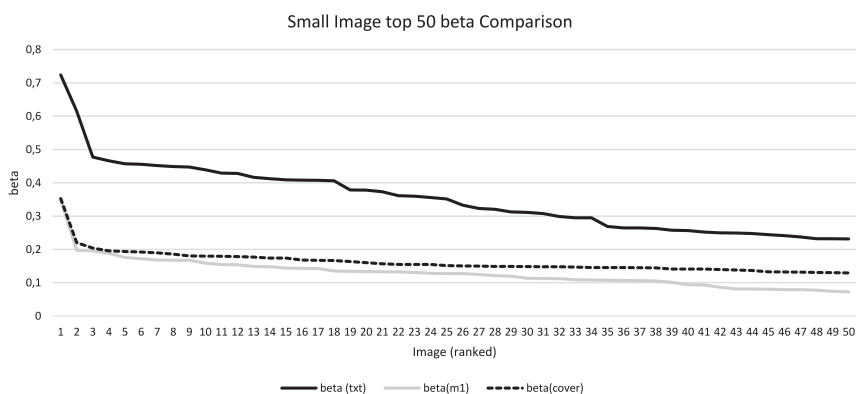 Small Image top 50 beta Comparison
0,8
0,7
0,6
0,5
0,4
0,3
0,2
0,1
0
beta
1 2 3 4 5 6 7 8 9 10 11 12 13 14 15 16 17 18 19 20 21 22 23 24 25 26 27 28 29 30 31 32 33 34 35 36 37 38 39 40 41 42 43 44 45 46 47 48 49 50
Image (ranked)
beta (txt) beta(m1) beta(cover)